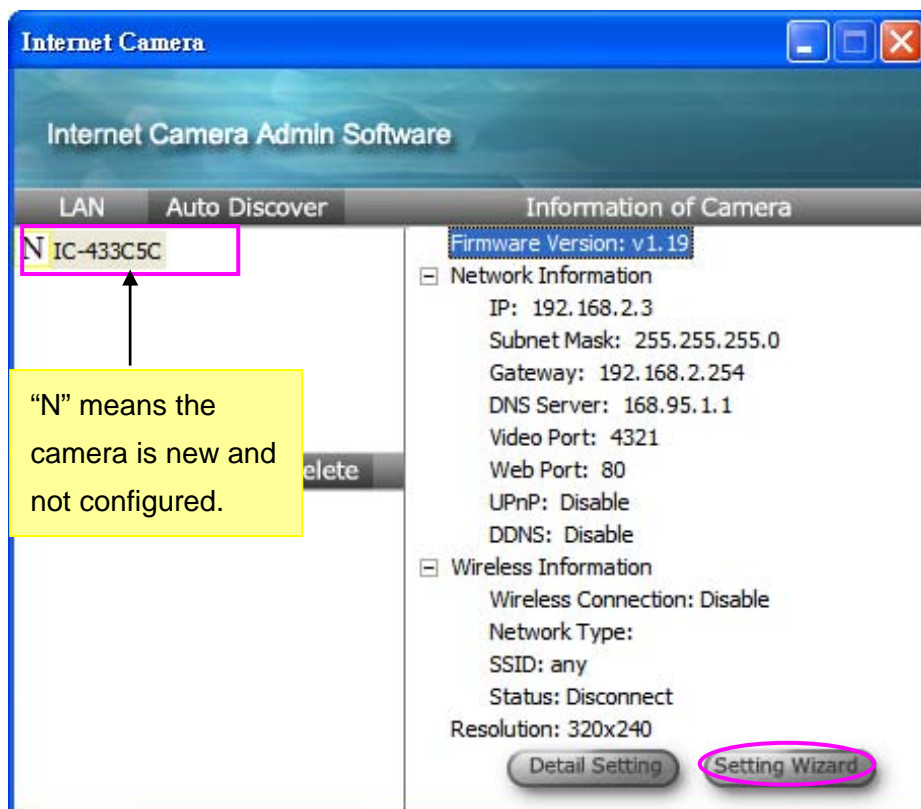 Internet Camera
Internet Camera Admin Software
LAN Auto Discover Information of Camera
N IC-433C5C
Firmware Version: v1.19
Network Information
IP: 192.168.2.3
Subnet Mask: 255.255.255.0
Gateway: 192.168.2.254
DNS Server: 168.95.1.1
Video Port: 4321
Web Port: 80
UPnP: Disable
DDNS: Disable
Wireless Information
Wireless Connection: Disable
Network Type:
SSID: any
Status: Disconnect
Resolution: 320x240
Detail Setting Setting Wizard
“N” means the
camera is new and
not configured.
elete